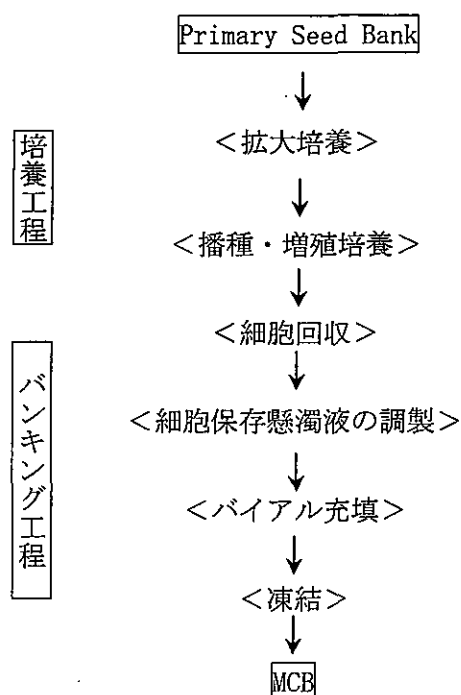 Primary Seed Bank
培養工程
<拡大培養>
<播種・増殖培養>
バンキング工程
<細胞回収>
<細胞保存懸濁液の調製>
<バイアル充填>
<凍結>
MCB